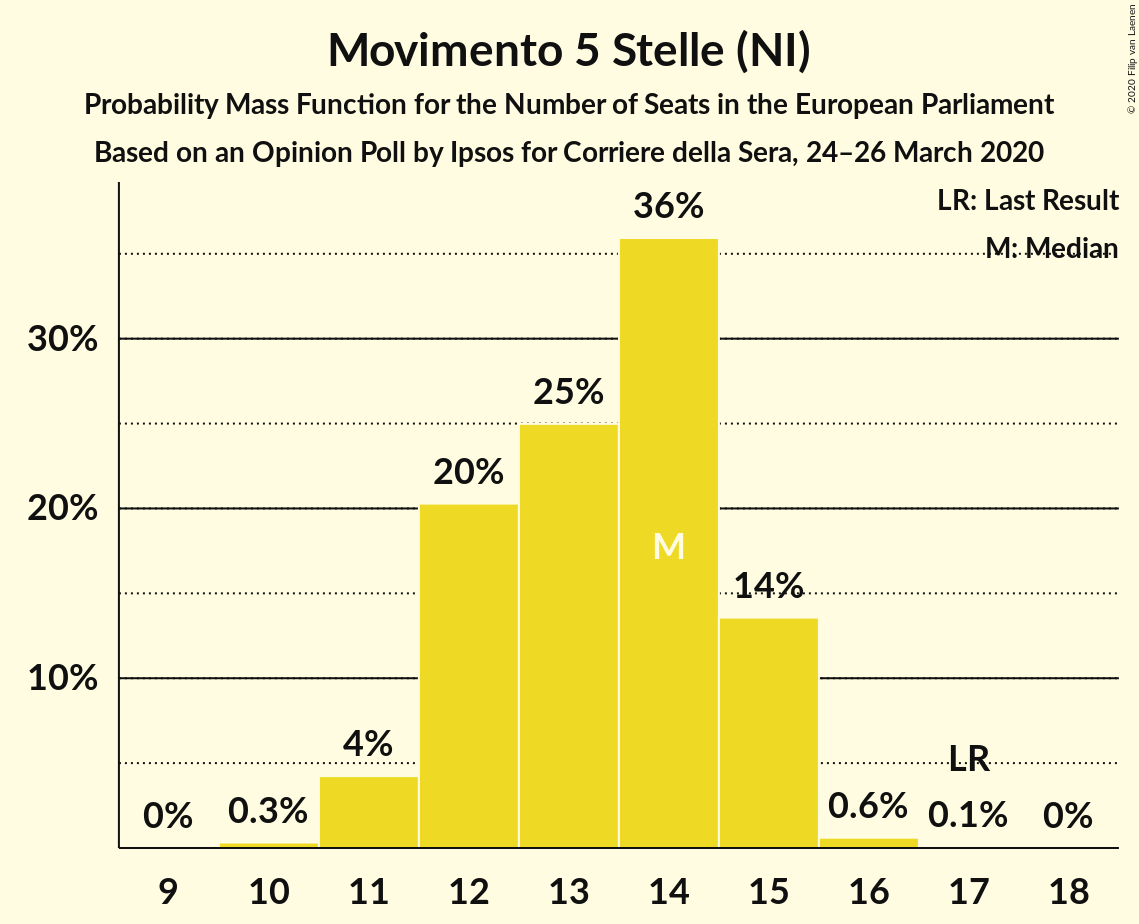 Movimento 5 Stelle (NI)
Probability Mass Function for the Number of Seats in the European Parliament
Based on an Opinion Poll by Ipsos for Corriere della Sera, 24–26 March 2020
© 2020 Filip van Laenen
LR: Last Result
M: Median
30%
20%
10%
0%
0.3%
4%
20%
25%
36%
M
14%
0.6%
LR
0.1%
0%
9 10 11 12 13 14 15 16 17 18